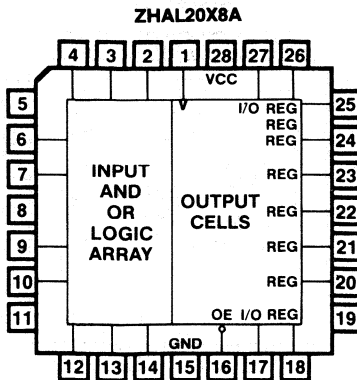 ZHAL20X8A
4 3 2 1 28 27 26
VCC
5 I/O REG 25
REG
6 REG 24
7 INPUT AND OR LOGIC ARRAY REG 23
8 OUTPUT CELLS REG 22
9 REG 21
10 REG 20
11 OE I/O REG 19
GND
12 13 14 15 16 17 18